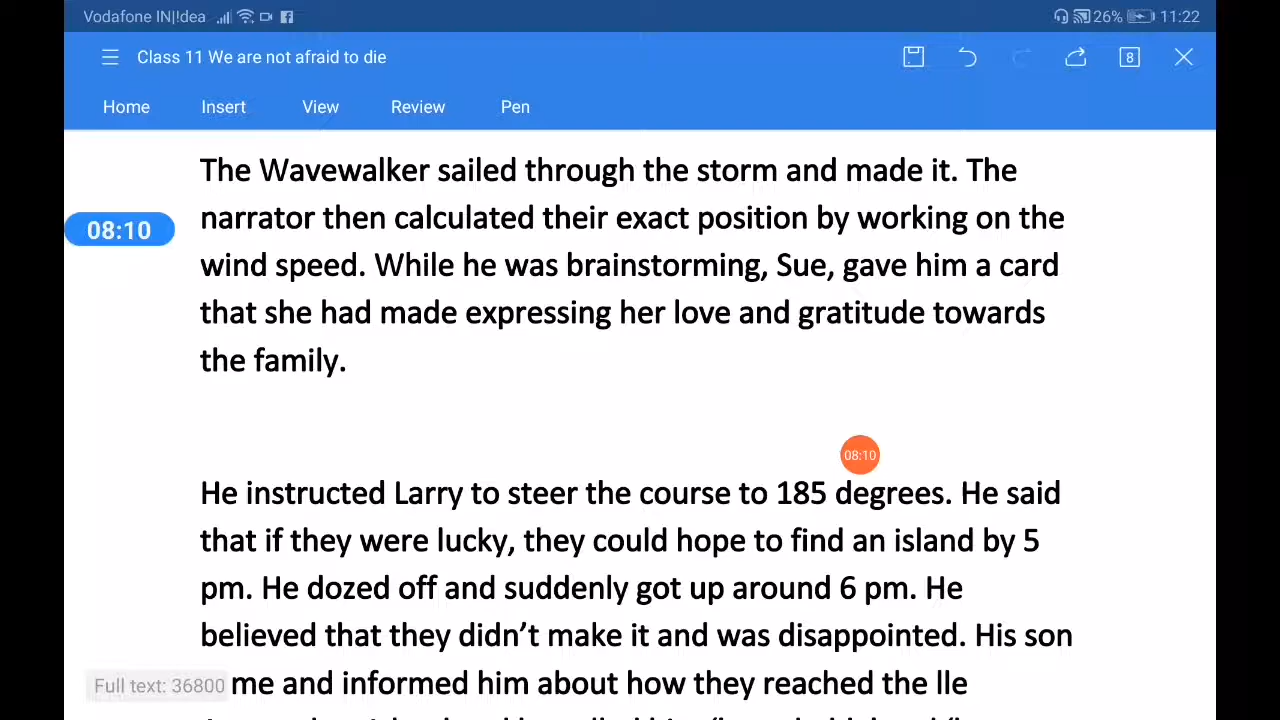 Vodafone IN|!dea 26% 11:22
Class 11 We are not afraid to die 8
Home Insert View Review Pen
The Wavewalker sailed through the storm and made it. The
08:10
narrator then calculated their exact position by working on the
wind speed. While he was brainstorming, Sue, gave him a card
that she had made expressing her love and gratitude towards
the family.
08:10
He instructed Larry to steer the course to 185 degrees. He said
that if they were lucky, they could hope to find an island by 5
pm. He dozed off and suddenly got up around 6 pm. He
believed that they didn't make it and was disappointed. His son
Full text: 36800 me and informed him about how they reached the lle